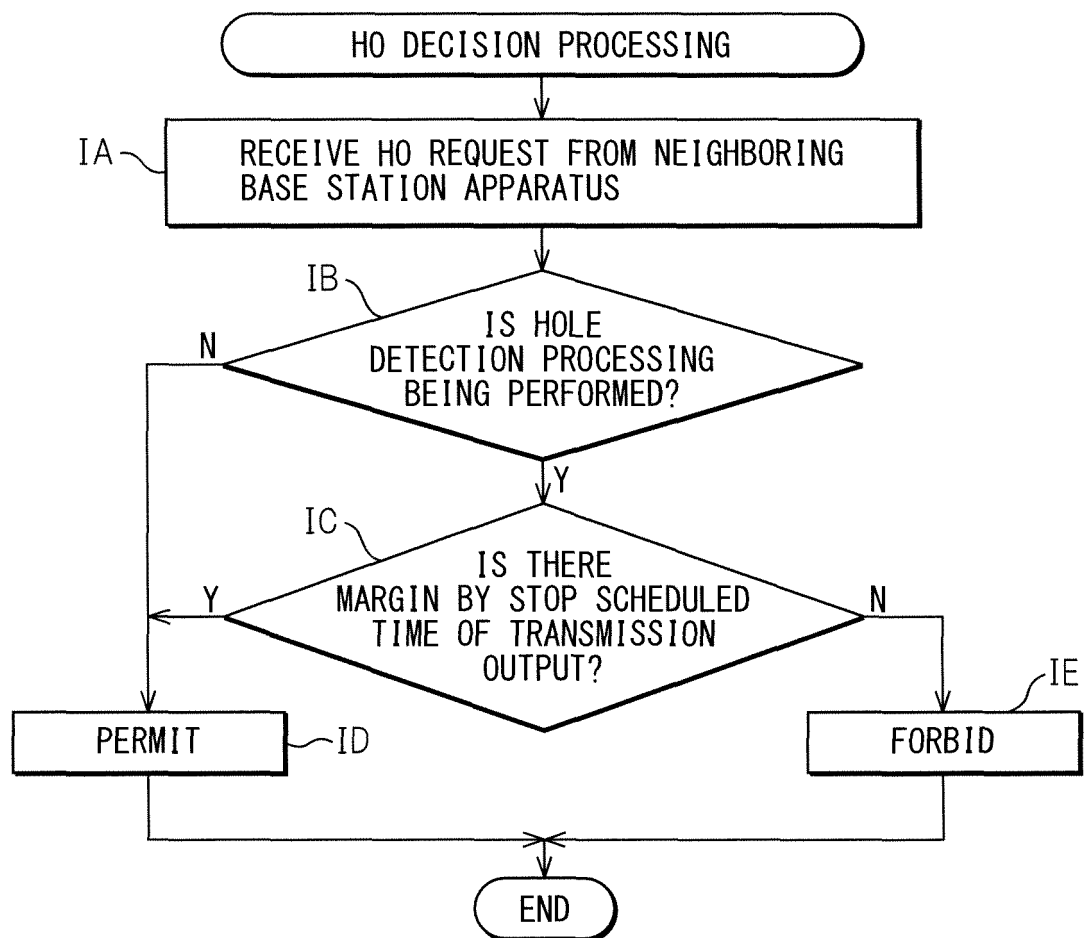 HO DECISION PROCESSING
IA
RECEIVE HO REQUEST FROM NEIGHBORING
BASE STATION APPARATUS
IB
IS HOLE
DETECTION PROCESSING
BEING PERFORMED?
N
Y
IC
IS THERE
MARGIN BY STOP SCHEDULED
TIME OF TRANSMISSION
OUTPUT?
Y
N
PERMIT
ID
IE
FORBID
END